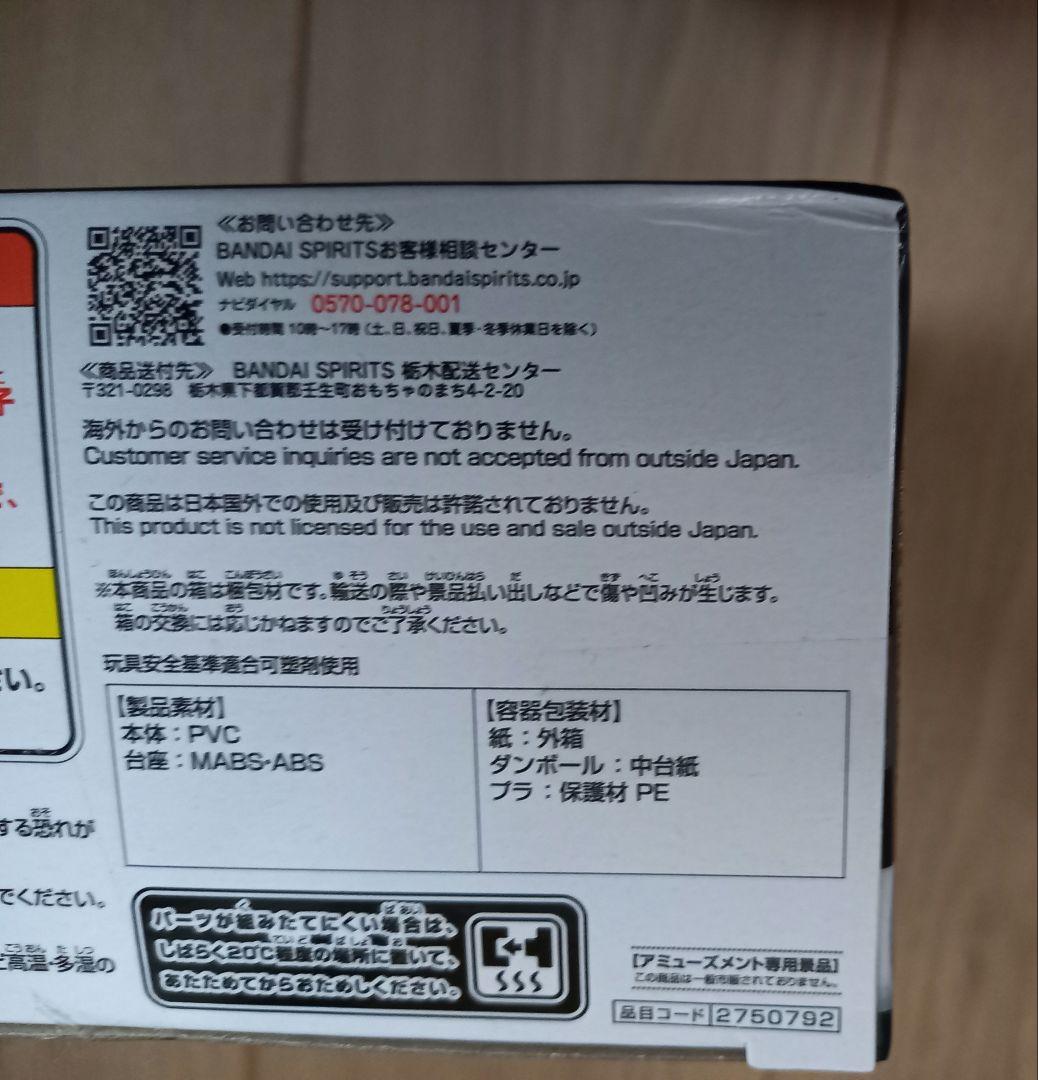 ≪お問い合わせ先≫
BANDAI SPIRITSお客様相談センター
Web https://support.bandaispirits.co.jp
ナビダイヤル 0570-078-001
●受付時間 10時～17時（土、日、祝日、夏季・冬季休業日を除く）
≪商品送付先≫ BANDAI SPIRITS 栃木配送センター
〒321-0298 栃木県下都賀郡壬生町おもちゃのまち4-2-20
海外からのお問い合わせは受け付けておりません。
Customer service inquiries are not accepted from outside Japan.
この商品は日本国外での使用及び販売は許諾されておりません。
This product is not licensed for the use and sale outside Japan.
※本商品の箱は梱包材です。輸送の際や景品払い出しなどで傷や凹みが生じます。
箱の交換には応じかねますのでご了承ください。
玩具安全基準適合可塑剤使用
【製品素材】
本体：PVC
台座：MABS・ABS
【容器包装材】
紙：外箱
ダンボール：中台紙
プラ：保護材 PE
する恐れが
でください。
高温・多湿の
い。
パーツが組みたてにくい場合は、
しばらく20℃程度の場所に置いて、
あたためてからおためしください。
【アミューズメント専用景品】
この商品は一般市販されておりません。
品目コード 2750792